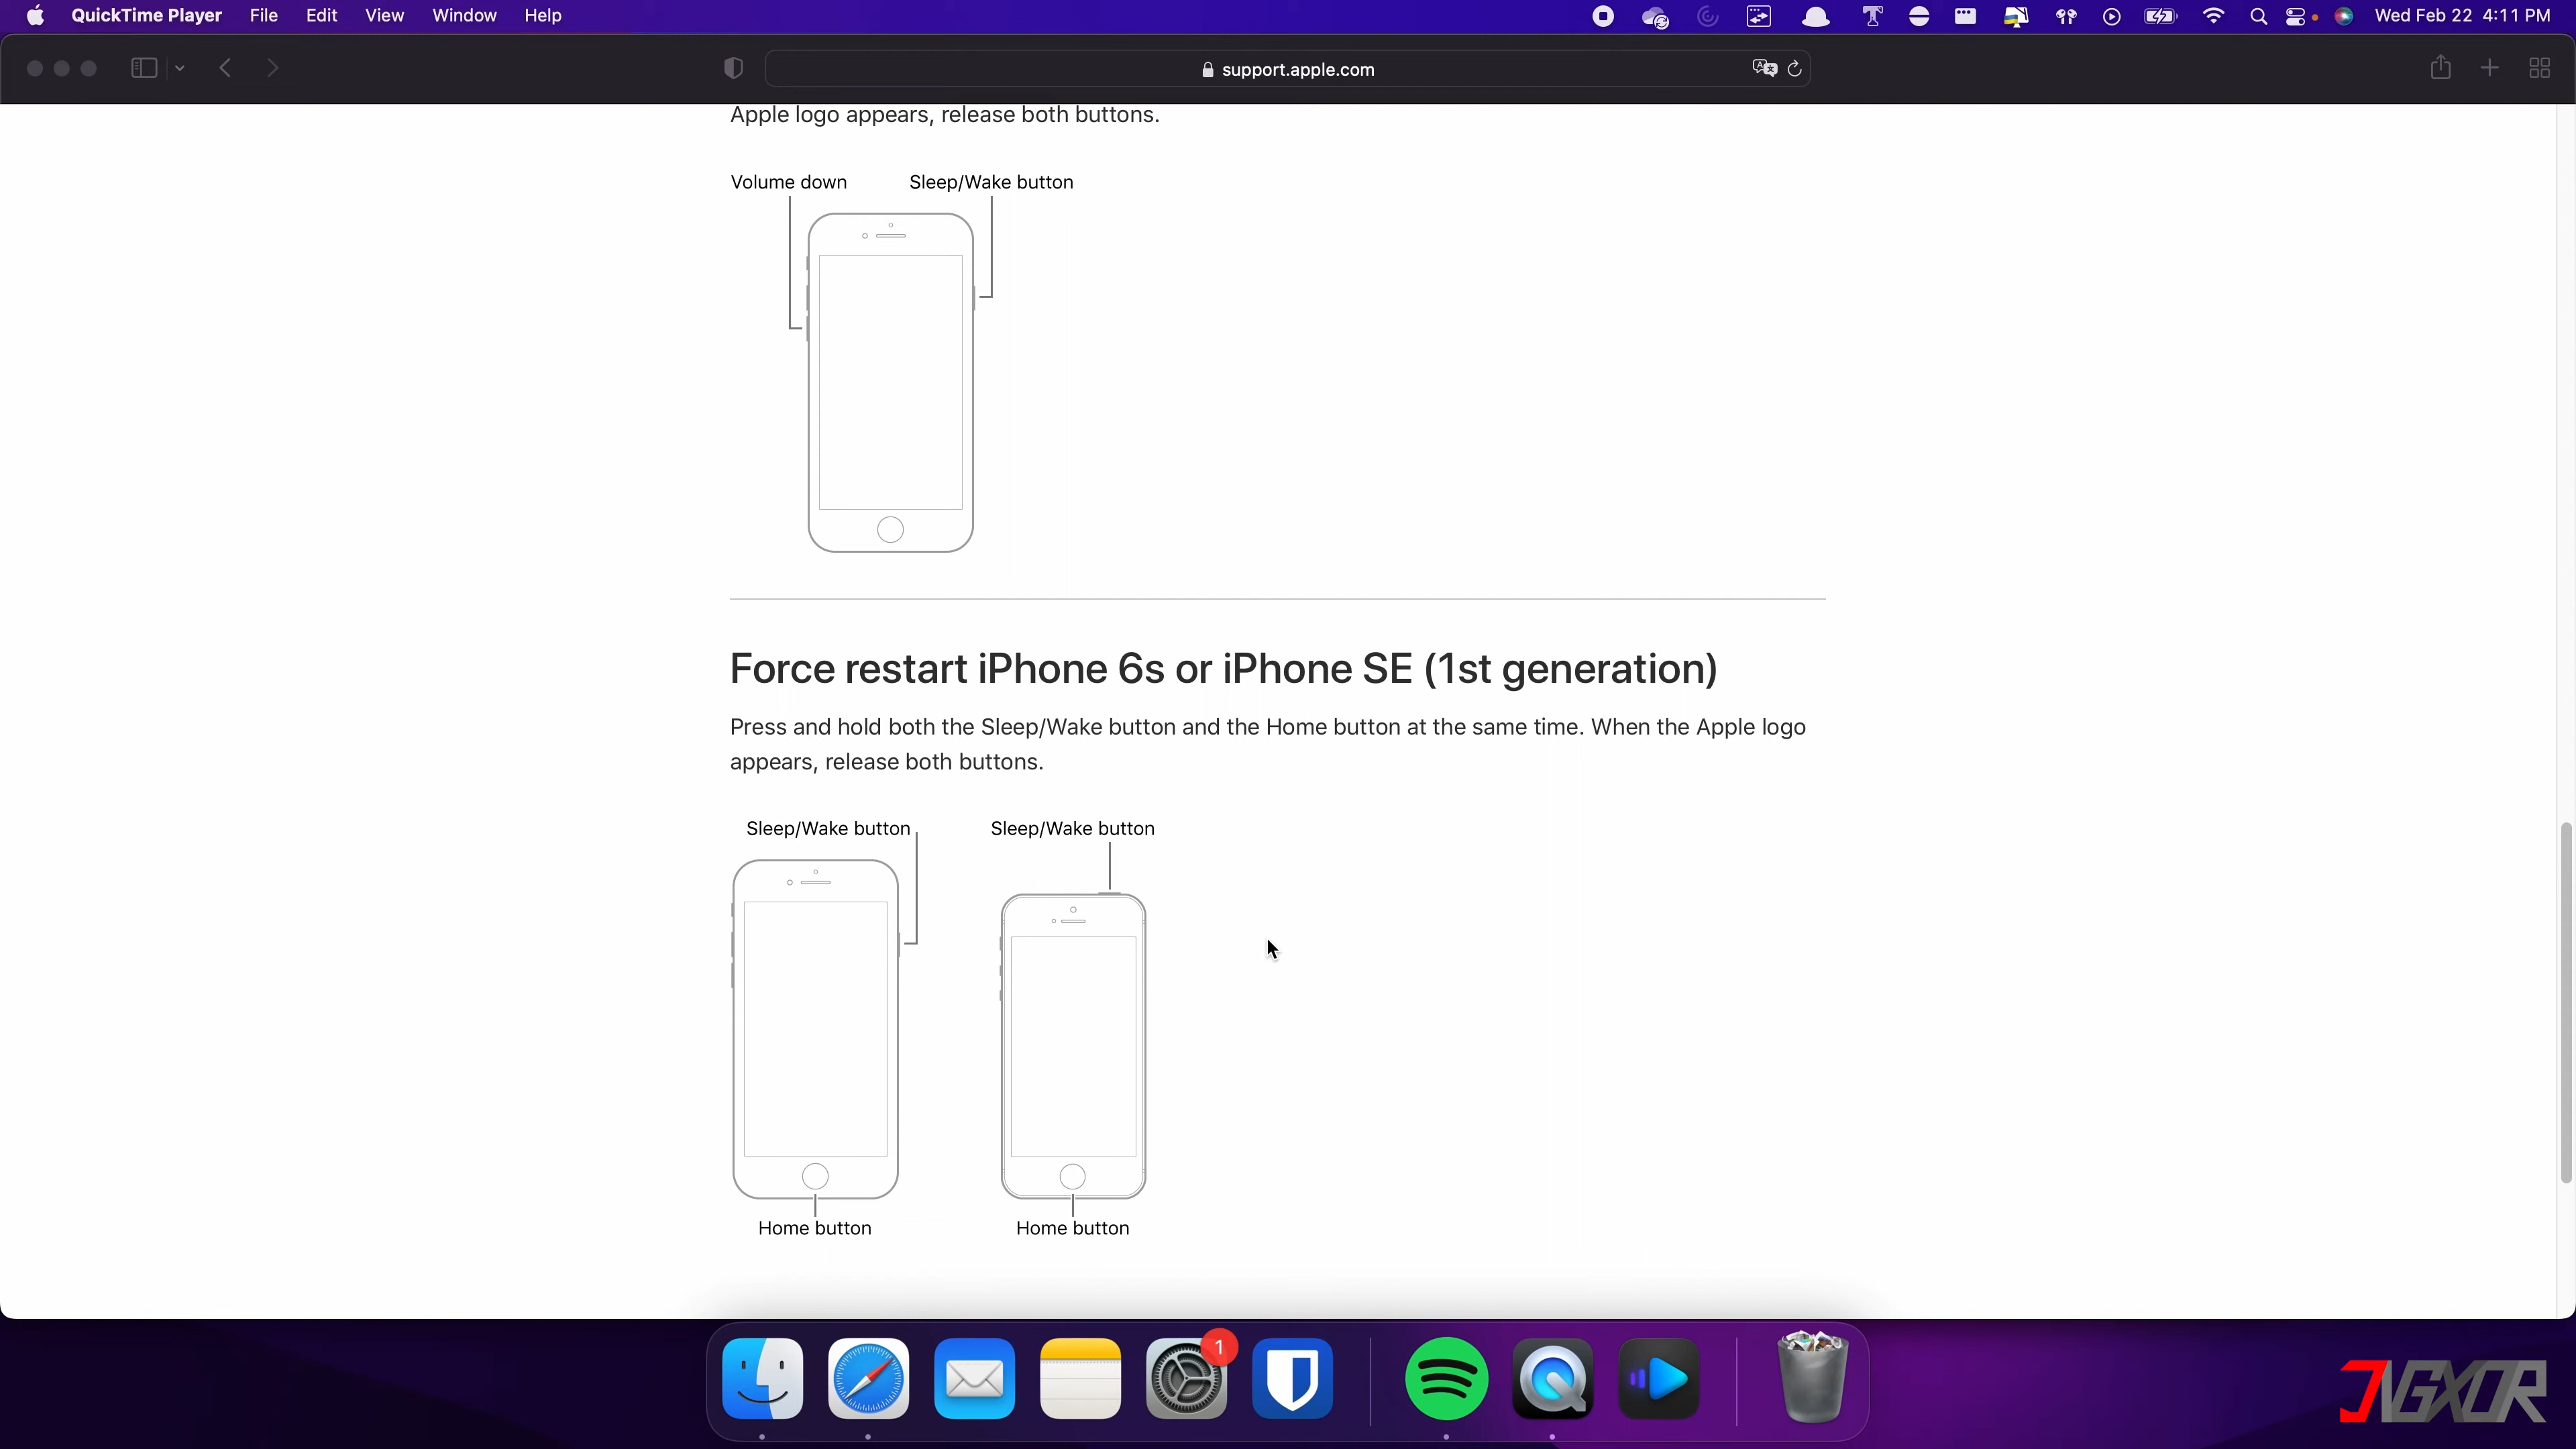 QuickTime Player File Edit View Window Help Wed Feb 22 4:11 PM
support.apple.com
Apple logo appears, release both buttons.
Volume down Sleep/Wake button
Force restart iPhone 6s or iPhone SE (1st generation)
Press and hold both the Sleep/Wake button and the Home button at the same time. When the Apple logo
appears, release both buttons.
Sleep/Wake button Sleep/Wake button
Home button Home button
1